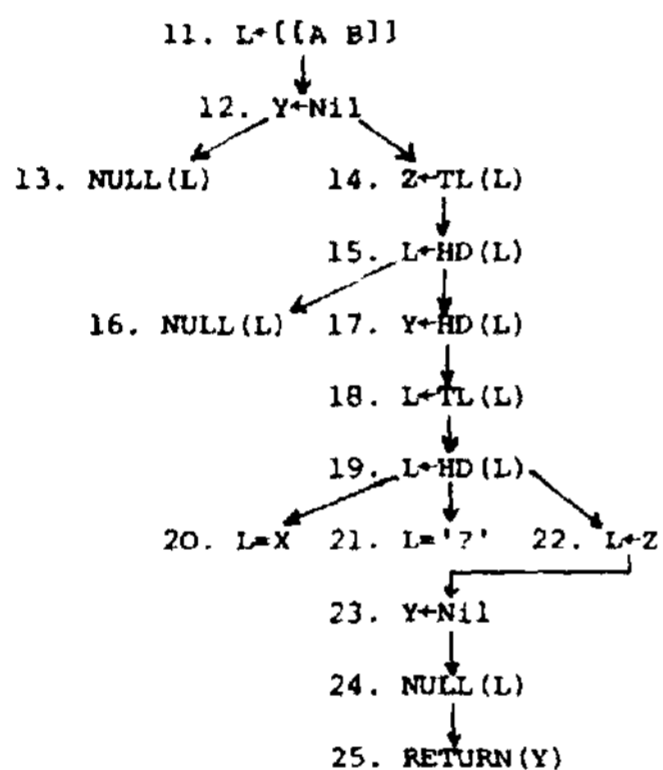 11. L←[[A B]]
12. Y←Nil
13. NULL(L) 14. Z←TL(L)
15. L←HD(L)
16. NULL(L) 17. Y←HD(L)
18. L←TL(L)
19. L←HD(L)
20. L=X 21. L='?' 22. L←Z
23. Y←Nil
24. NULL(L)
25. RETURN(Y)